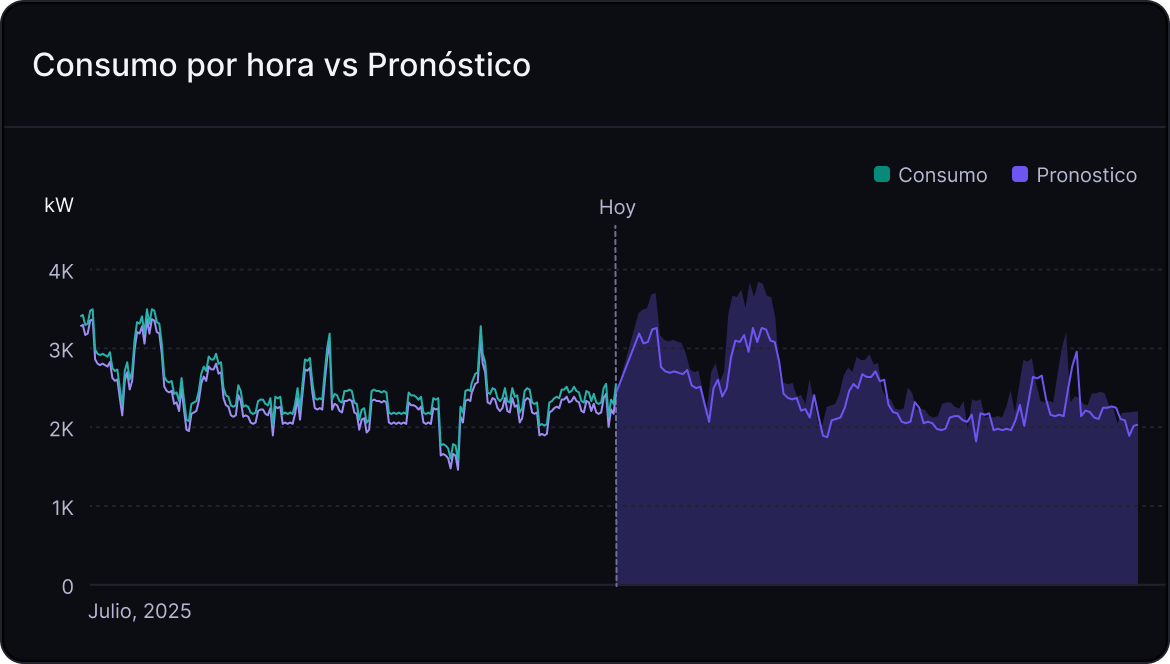 Consumo por hora vs Pronóstico
Consumo
Pronostico
kW
Hoy
4K
3K
2K
1K
0
Julio, 2025